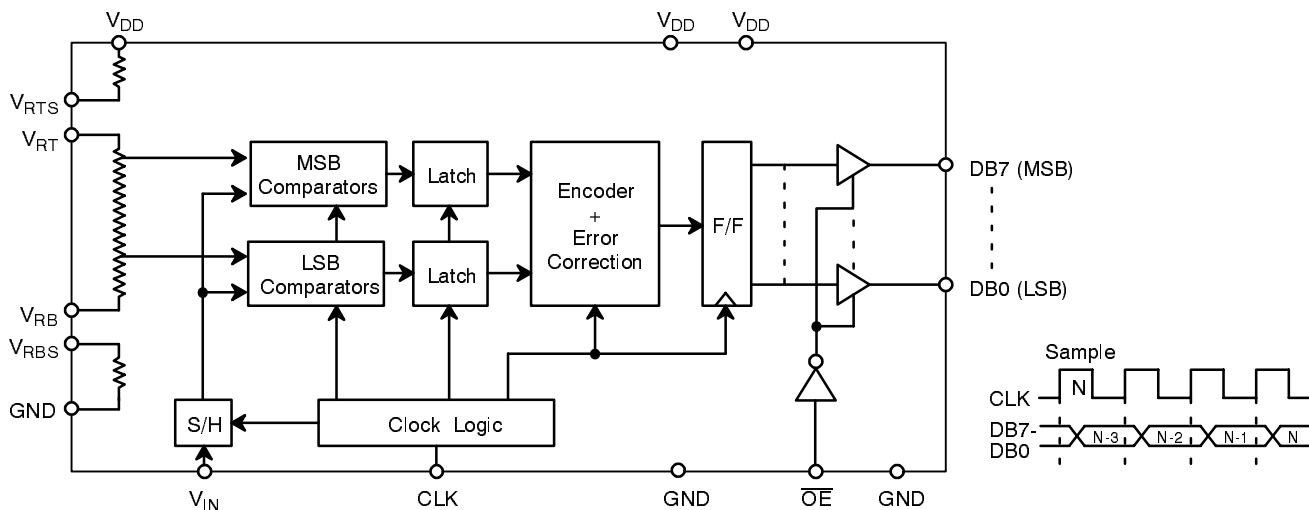 VDD
VDD
VDD
VRTS
VRT
VRB
VRBS
GND
MSB
Comparators
LSB
Comparators
Latch
Latch
Encoder
+
Error
Correction
F/F
DB7 (MSB)
DB0 (LSB)
S/H
Clock Logic
VIN
CLK
GND
OE
GND
Sample
CLK
N
DB7-
DB0
N-3
N-2
N-1
N